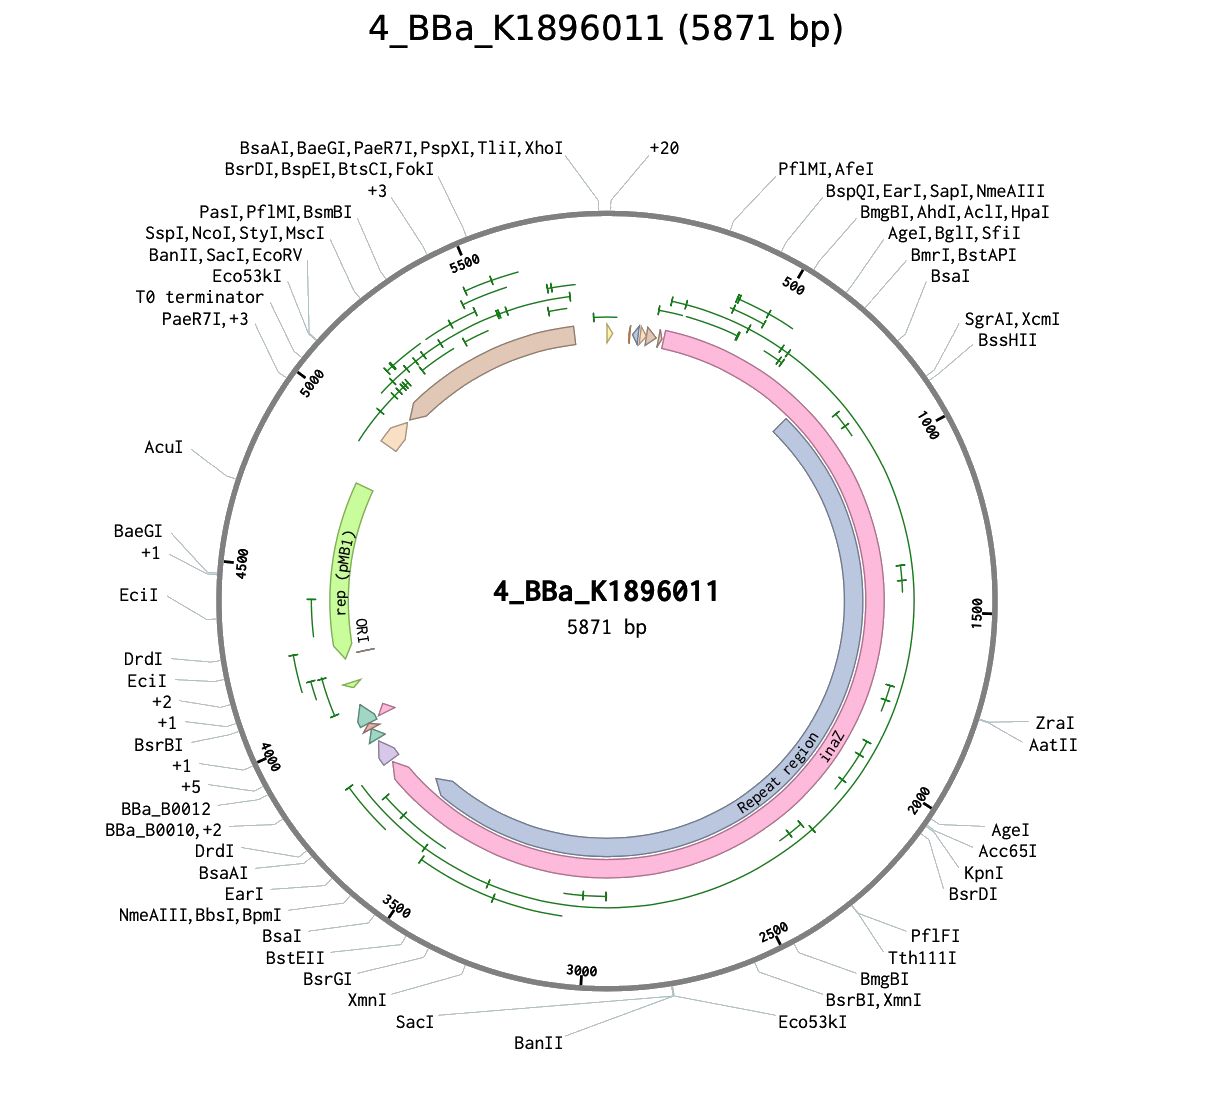 4_BBa_K1896011 (5871 bp)
BsaAI,BaeGI,PaeR7I,PspXI,TliI,XhoI
+20
BsrDI,BspEI,BtsCI,FokI
PflMI,AfeI
+3
BspQI,EarI,SapI,NmeAIII
PasI,PflMI,BsmBI
BmgBI,AhdI,AclI,HpaI
SspI,NcoI,StyI,MscI
AgeI,BglI,SfiI
BanII,SacI,EcoRV
BmrI,BstAPI
Eco53kI
BsaI
T0 terminator
PaeR7I,+3
SgrAI,XcmI
BssHII
5500
500
5000
1000
AcuI
BaeGI
+1
4500
EciI
rep (pMB1)
ORI
4_BBa_K1896011
5871 bp
1500
DrdI
EciI
+2
+1
BsrBI
+1
+5
4000
BBa_B0012
BBa_B0010,+2
DrdI
BsaAI
EarI
NmeAIII,BbsI,BpmI
BsaI
BstEII
BsrGI
XmnI
SacI
BanII
3500
3000
2500
2000
Repeat region
inaZ
ZraI
AatII
AgeI
Acc65I
KpnI
BsrDI
PflFI
Tth111I
BmgBI
BsrBI,XmnI
Eco53kI